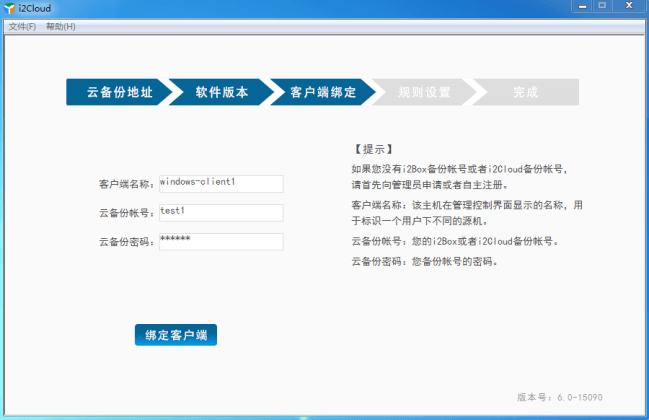 i2Cloud
文件(F) 帮助(H)
云备份地址 软件版本 客户端绑定 规则设置 完成
【提示】
如果您没有i2Box备份帐号或者i2Cloud备份帐号，
请首先向管理员申请或者自主注册。
客户端名称：windows-client1
客户端名称：该主机在管理控制界面显示的名称，用
于标识一个用户下不同的源机。
云备份帐号：test1
云备份帐号：您的i2Box或者i2Cloud备份帐号。
云备份密码：******
云备份密码：您备份帐号的密码。
绑定客户端
版本号：6.0-15090